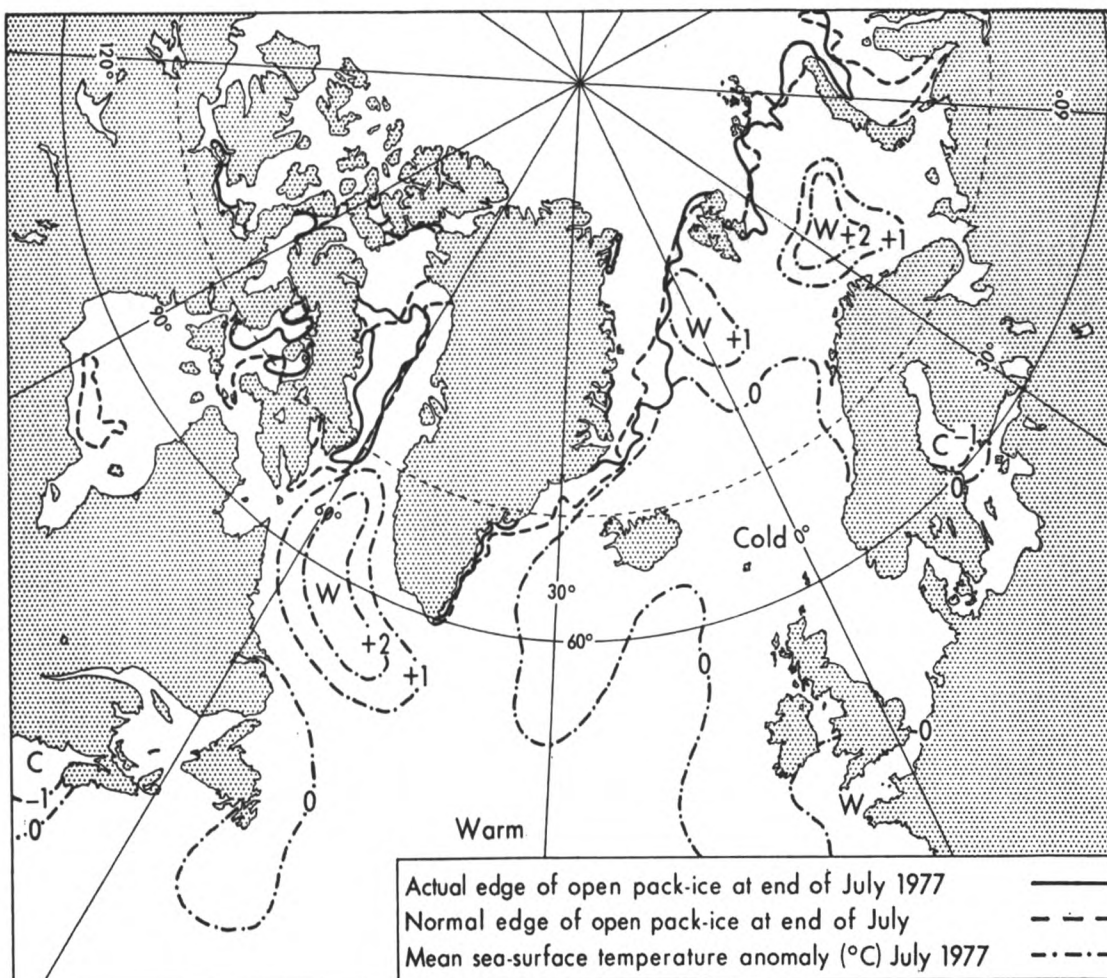 120°
60°
90°
W+2 +1
W
+1
0
C -1
0
30°
60°
Cold 0°
W
+2 +1
30°
60°
0
C
-1
0
0
0
W
Warm
Actual edge of open pack-ice at end of July 1977
Normal edge of open pack-ice at end of July
Mean sea-surface temperature anomaly (°C) July 1977